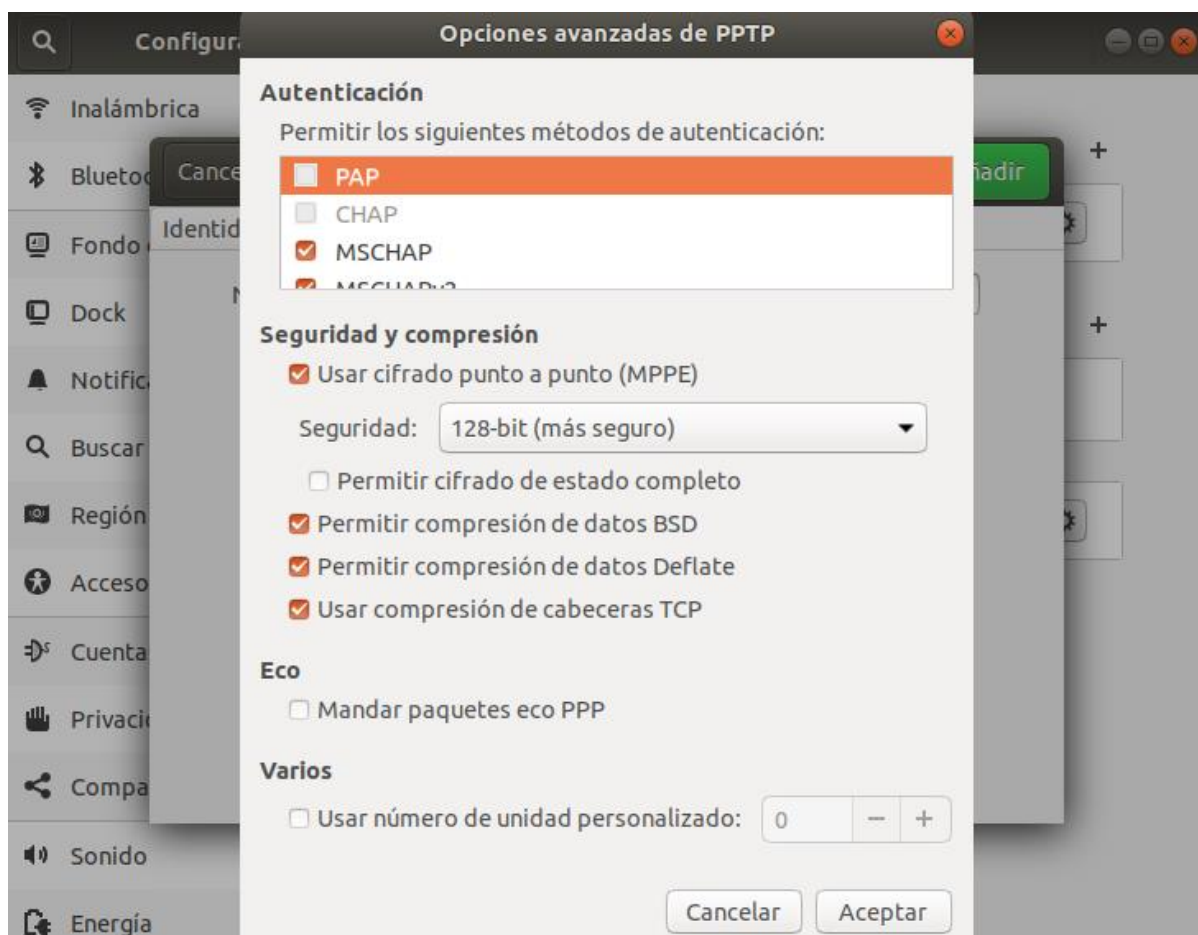 Configur
Opciones avanzadas de PPTP
Inalámbrica
Bluetoo
Fondo
Dock
Notific
Buscar
Región
Acceso
Cuenta
Privaci
Compa
Sonido
Energía
Cance
ñadir
Identid
Autenticación
Permitir los siguientes métodos de autenticación:
PAP
CHAP
MSCHAP
MSCHAPv2
Seguridad y compresión
Usar cifrado punto a punto (MPPE)
Seguridad: 128-bit (más seguro)
Permitir cifrado de estado completo
Permitir compresión de datos BSD
Permitir compresión de datos Deflate
Usar compresión de cabeceras TCP
Eco
Mandar paquetes eco PPP
Varios
Usar número de unidad personalizado: 0 − +
Cancelar Aceptar